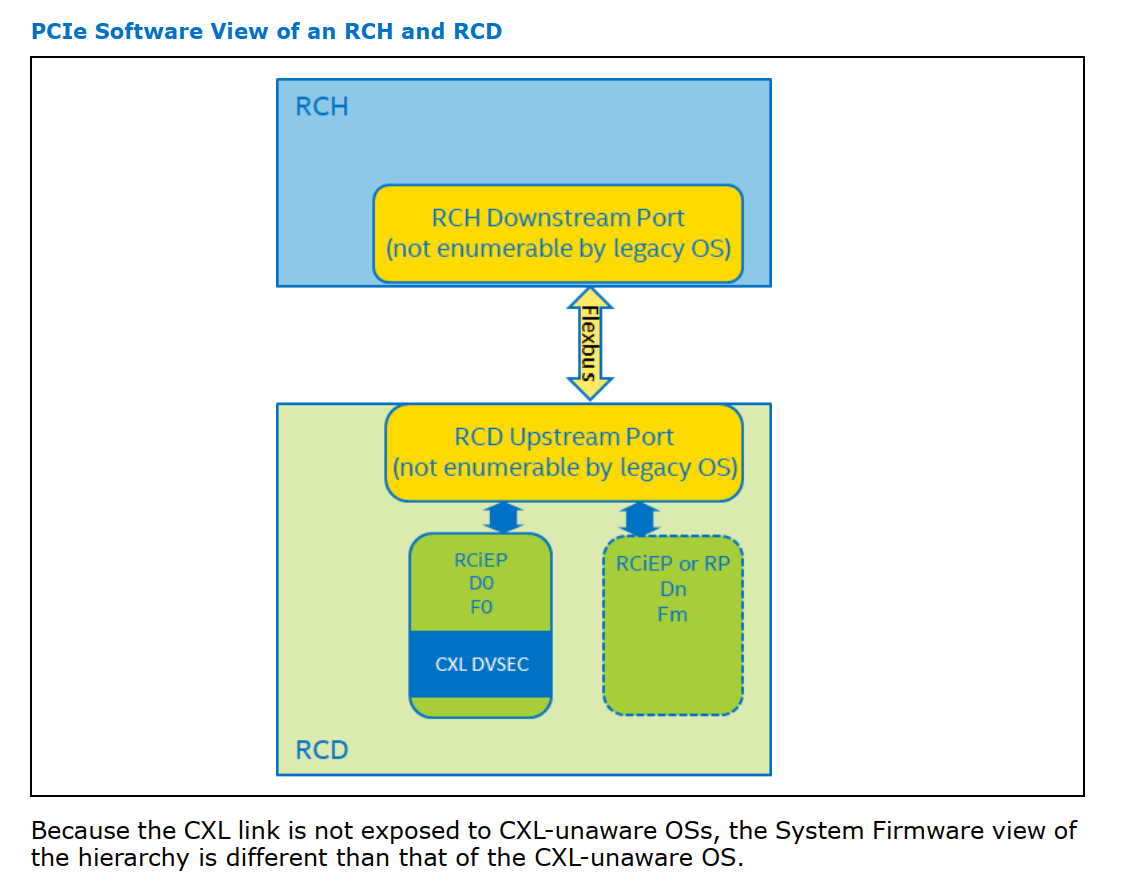 PCIe Software View of an RCH and RCD
RCH
RCH Downstream Port
(not enumerable by legacy OS)
Flexbus
RCD Upstream Port
(not enumerable by legacy OS)
RCiEP
D0
F0
CXL DVSEC
RCiEP or RP
Dn
Fm
RCD
Because the CXL link is not exposed to CXL-unaware OSs, the System Firmware view of
the hierarchy is different than that of the CXL-unaware OS.